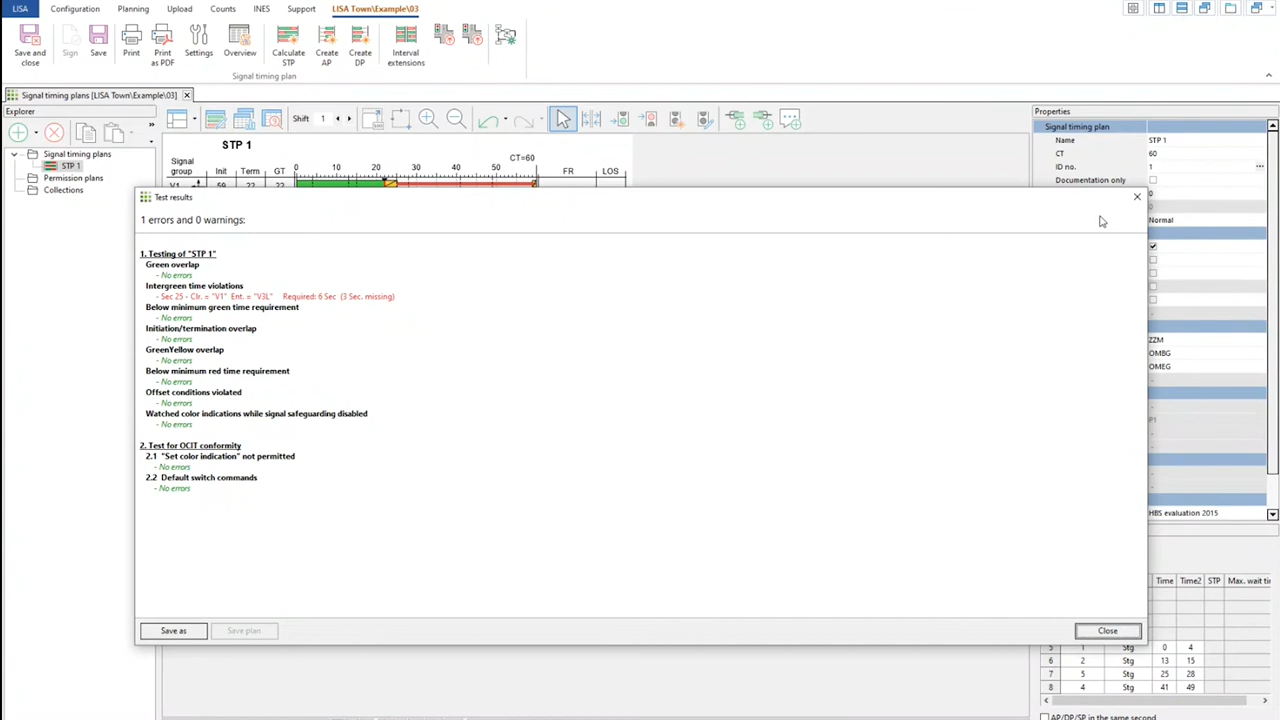 LISA Configuration Planning Upload Counts INES Support LISA Town\Example\03
Save and close Sign Save Print Print as PDF Settings Overview Calculate STP Create AP Create DP Interval extensions
Signal timing plan
Signal timing plans [LISA Town\Example\03]
Explorer
Signal timing plans
STP 1
Permission plans
Collections
Shift 1
STP 1
CT=60
Signal group Init Term GT 0 10 20 30 40 50 FR LOS
V1 59 22 22
Properties
Signal timing plan
Name STP 1
CT 60
ID no. 1
Documentation only
0
0
Normal
ZZM
OMBG
OMEG
P1
HBS evaluation 2015
Test results
1 errors and 0 warnings:
1. Testing of "STP 1"
Green overlap
- No errors
Intergreen time violations
- Sec 25 - Clr. = "V1" Ent. = "V3L" Required: 6 Sec (3 Sec. missing)
Below minimum green time requirement
- No errors
Initiation/termination overlap
- No errors
GreenYellow overlap
- No errors
Below minimum red time requirement
- No errors
Offset conditions violated
- No errors
Watched color indications while signal safeguarding disabled
- No errors
2. Test for OCIT conformity
2.1 "Set color indication" not permitted
- No errors
2.2 Default switch commands
- No errors
Save as Save plan Close
Time Time2 STP Max. wait ti
5 1 Stg 0 4
6 2 Stg 13 15
7 5 Stg 25 28
8 4 Stg 41 49
AP/DP/SP in the same second